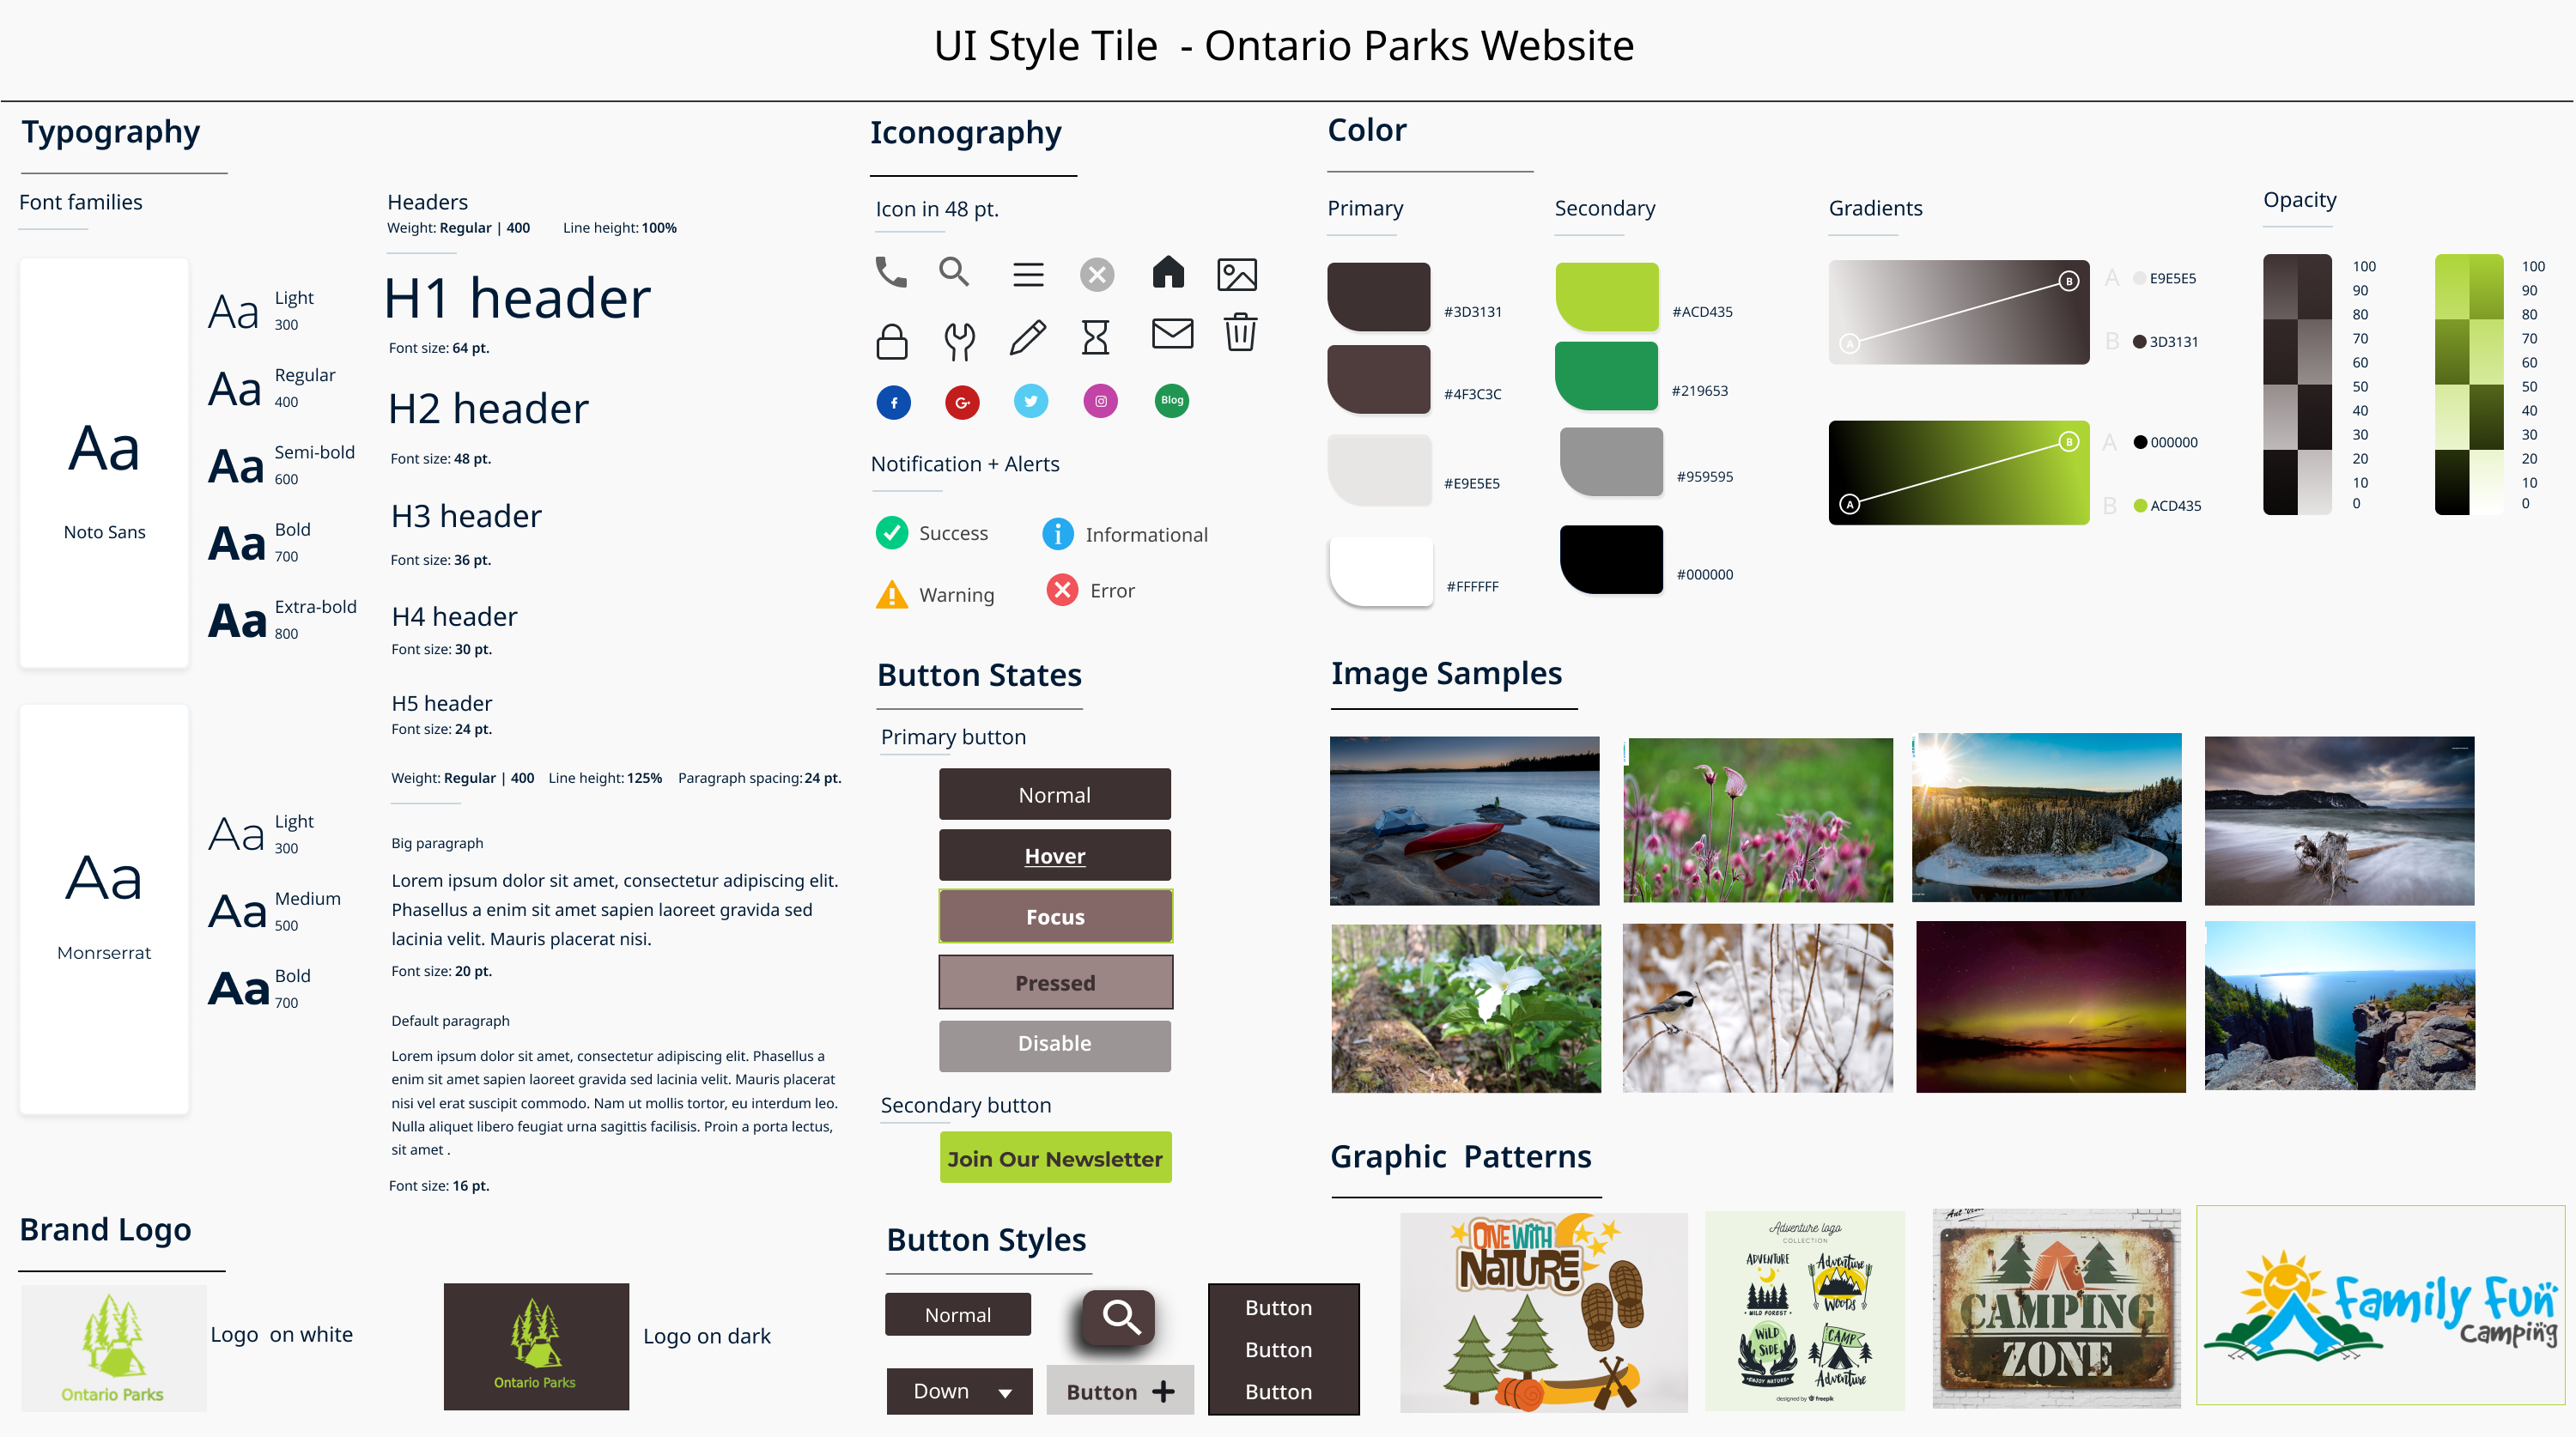 UI Style Tile  - Ontario Parks Website
Typography
Font families
Aa
Noto Sans
Aa
Light
300
Aa
Regular
400
Aa
Semi-bold
600
Aa
Bold
700
Aa
Extra-bold
800
Aa
Monrserrat
Aa
Light
300
Aa
Medium
500
Aa
Bold
700
Headers
Weight: Regular | 400 Line height: 100%
H1 header
Font size: 64 pt.
H2 header
Font size: 48 pt.
H3 header
Font size: 36 pt.
H4 header
Font size: 30 pt.
H5 header
Font size: 24 pt.
Weight: Regular | 400 Line height: 125% Paragraph spacing: 24 pt.
Big paragraph
Lorem ipsum dolor sit amet, consectetur adipiscing elit.
Phasellus a enim sit amet sapien laoreet gravida sed
lacinia velit. Mauris placerat nisi.
Font size: 20 pt.
Default paragraph
Lorem ipsum dolor sit amet, consectetur adipiscing elit. Phasellus a
enim sit amet sapien laoreet gravida sed lacinia velit. Mauris placerat
nisi vel erat suscipit commodo. Nam ut mollis tortor, eu interdum leo.
Nulla aliquet libero feugiat urna sagittis facilisis. Proin a porta lectus,
sit amet .
Font size: 16 pt.
Brand Logo
Ontario Parks
Logo  on white
Ontario Parks
Logo on dark
Iconography
Icon in 48 pt.
f
G+
Blog
Notification + Alerts
Success
Informational
Warning
Error
Button States
Primary button
Normal
Hover
Focus
Pressed
Disable
Secondary button
Join Our Newsletter
Button Styles
Normal
Down
Button
Button
Button
Button
Color
Primary
#3D3131
#4F3C3C
#E9E5E5
#FFFFFF
Secondary
#ACD435
#219653
#959595
#000000
Gradients
A
B
A E9E5E5
B 3D3131
A
B
A 000000
B ACD435
Opacity
100
90
80
70
60
50
40
30
20
10
0
100
90
80
70
60
50
40
30
20
10
0
Image Samples
Graphic  Patterns
ONE WITH
NATURE
Adventure logo
COLLECTION
ADVENTURE
WILD FOREST
Adventure
WOODS
WILD
SIDE
ENJOY NATURE
CAMP
Adventure
designed by freepik
CAMPING
ZONE
Family Fun
Camping